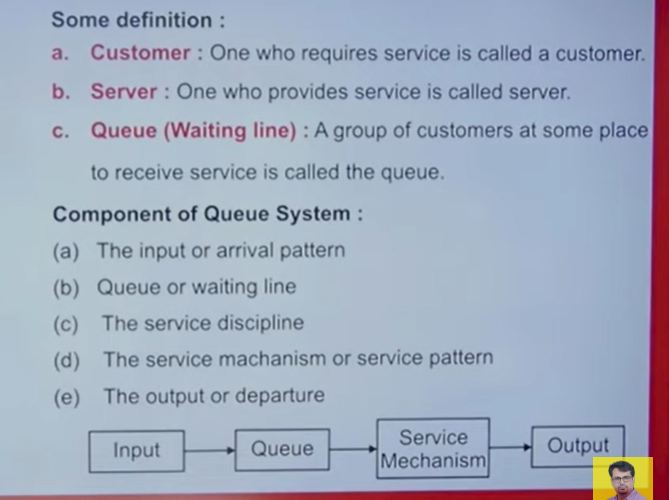 Some definition :
a. Customer : One who requires service is called a customer.
b. Server : One who provides service is called server.
c. Queue (Waiting line) : A group of customers at some place
to receive service is called the queue.
Component of Queue System :
(a) The input or arrival pattern
(b) Queue or waiting line
(c) The service discipline
(d) The service machanism or service pattern
(e) The output or departure
Input
Queue
Service
Mechanism
Output